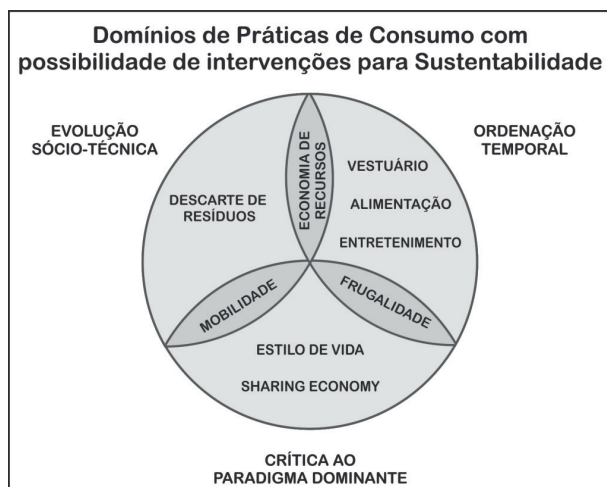 Domínios de Práticas de Consumo com
possibilidade de intervenções para Sustentabilidade
EVOLUÇÃO
SÓCIO-TÉCNICA
ORDENAÇÃO
TEMPORAL
ECONOMIA DE
RECURSOS
VESTUÁRIO
DESCARTE DE
RESÍDUOS
ALIMENTAÇÃO
ENTRETENIMENTO
MOBILIDADE
FRUGALIDADE
ESTILO DE VIDA
SHARING ECONOMY
CRÍTICA AO
PARADIGMA DOMINANTE